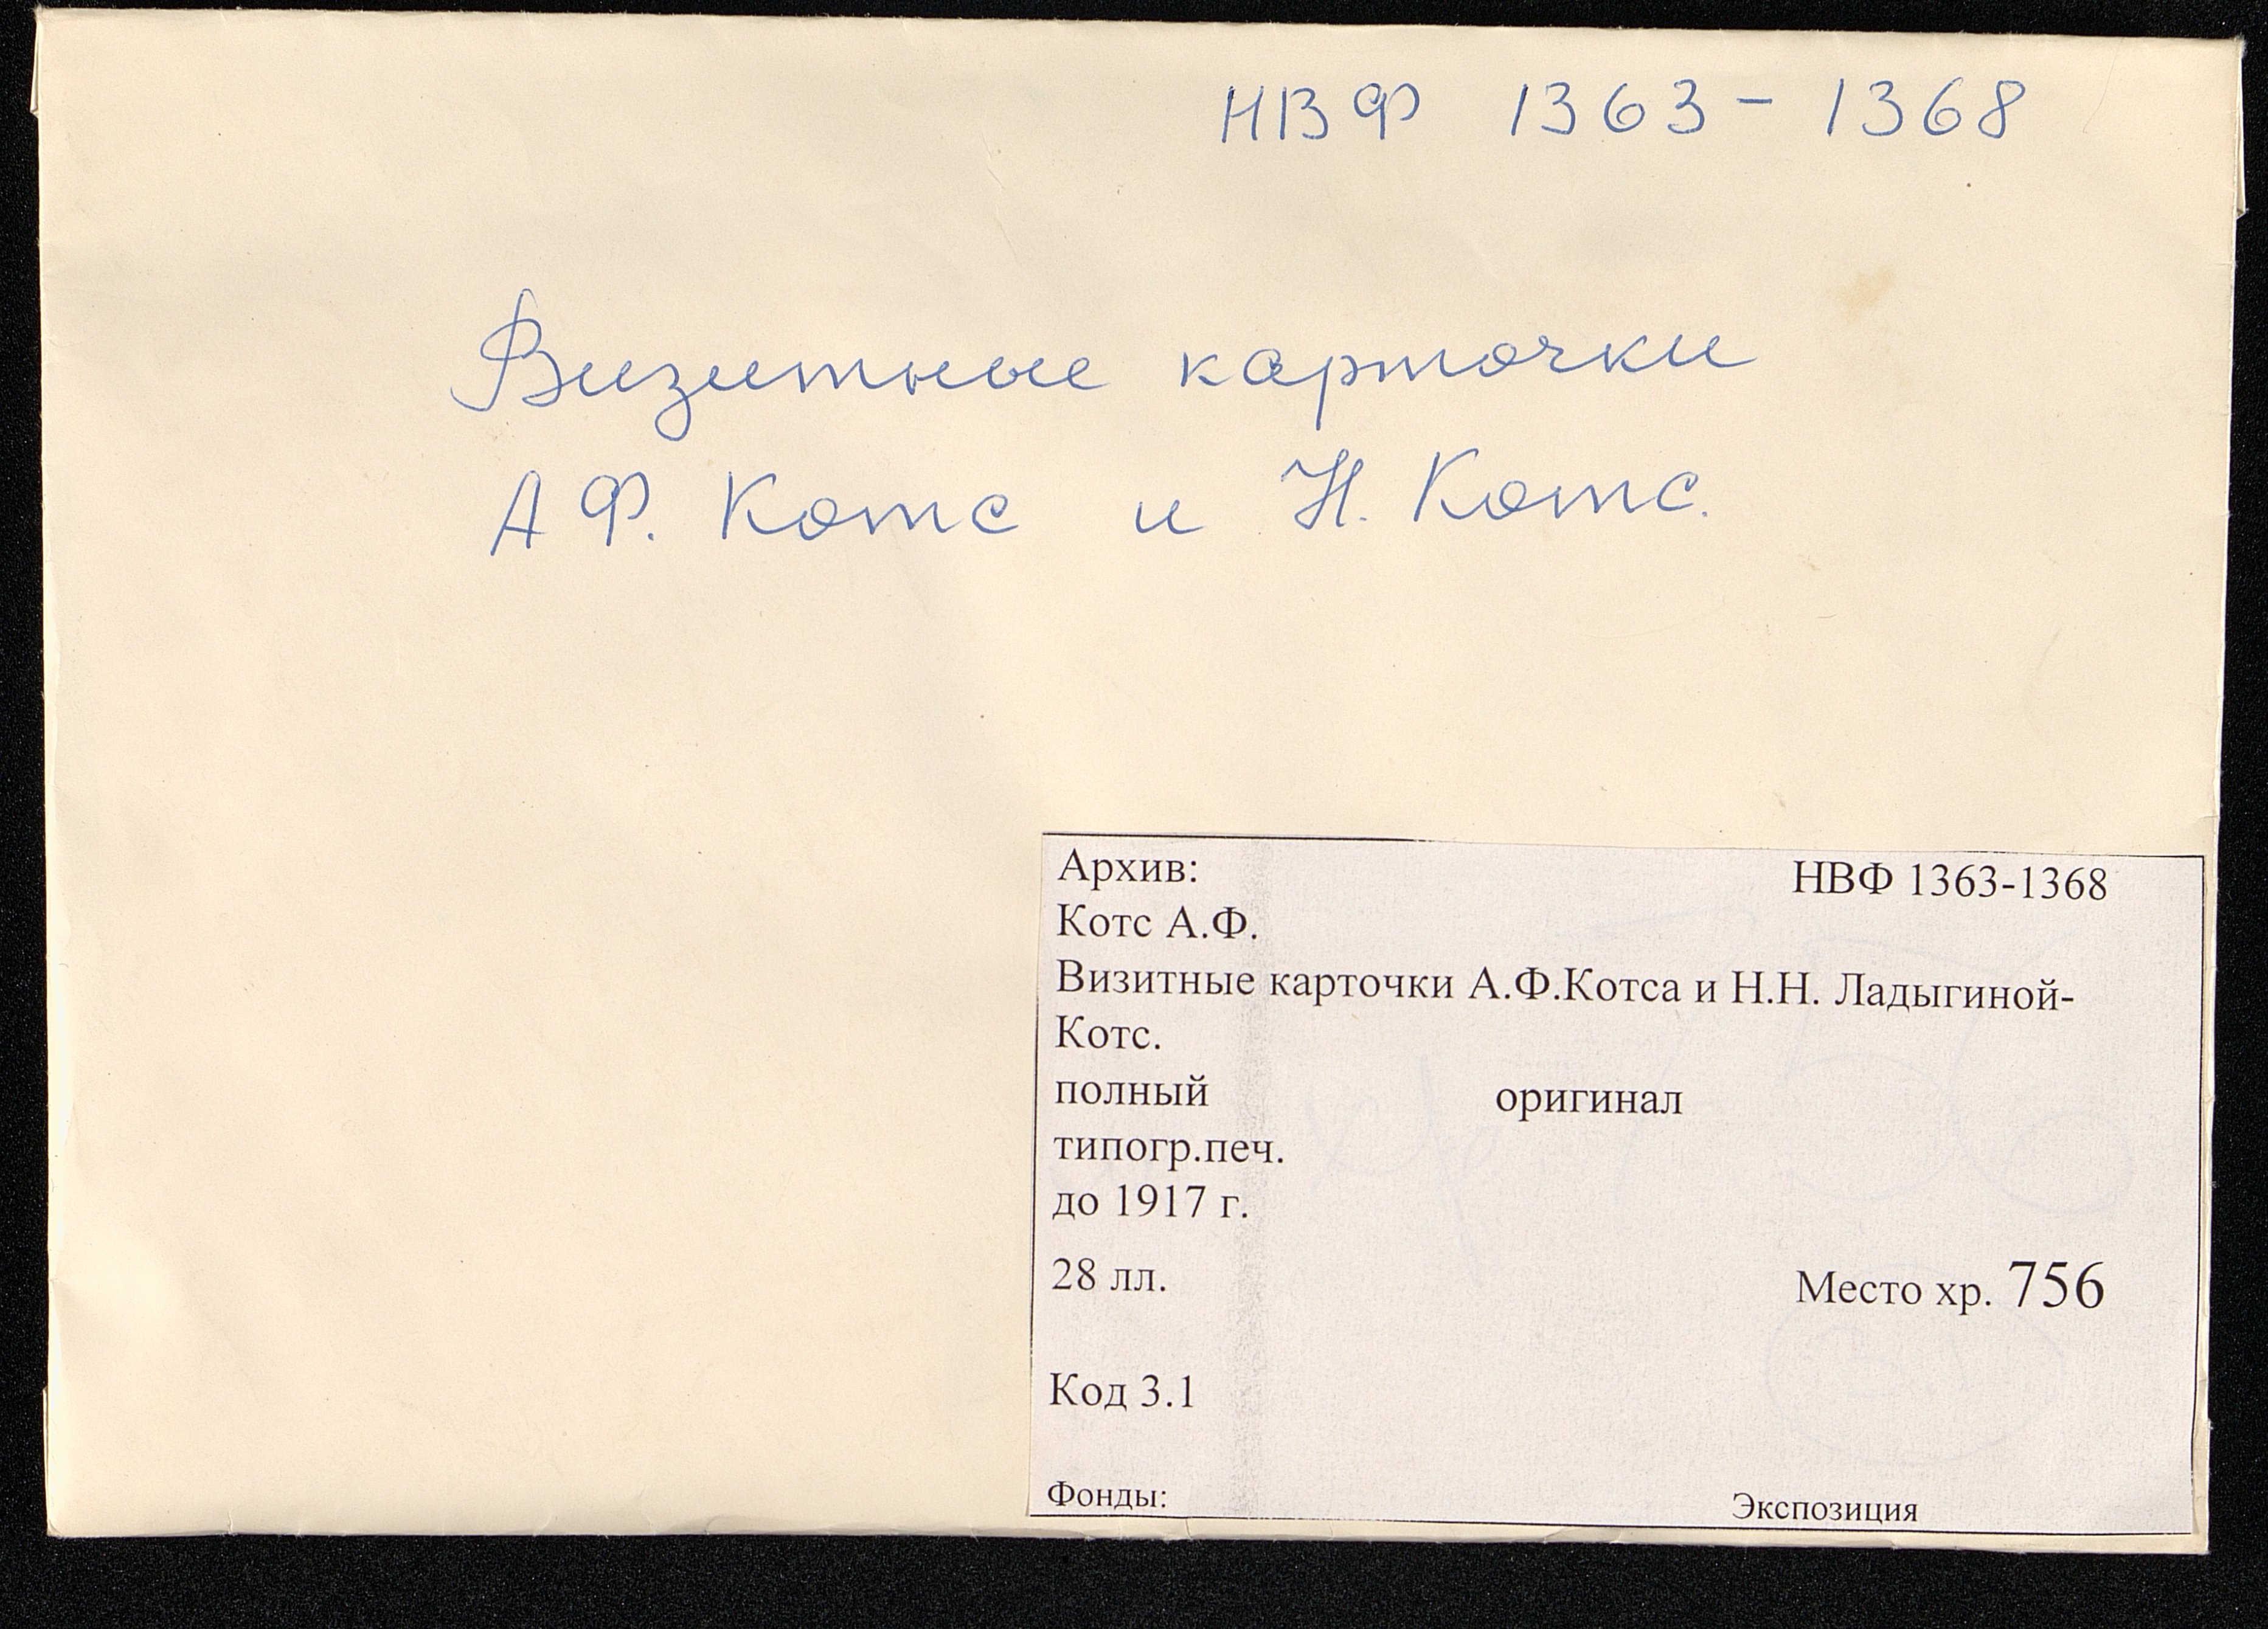 НВФ 1363-1368
Визитные карточки
А Ф. Котс и Н. Котс.
Архив: НВФ 1363-1368
Котс А.Ф.
Визитные карточки А.Ф.Котса и Н.Н. Ладыгиной-
Котс.
полный оригинал
типогр.печ.
до 1917 г.
28 лл. Место хр. 756
Код 3.1
Фонды: Экспозиция